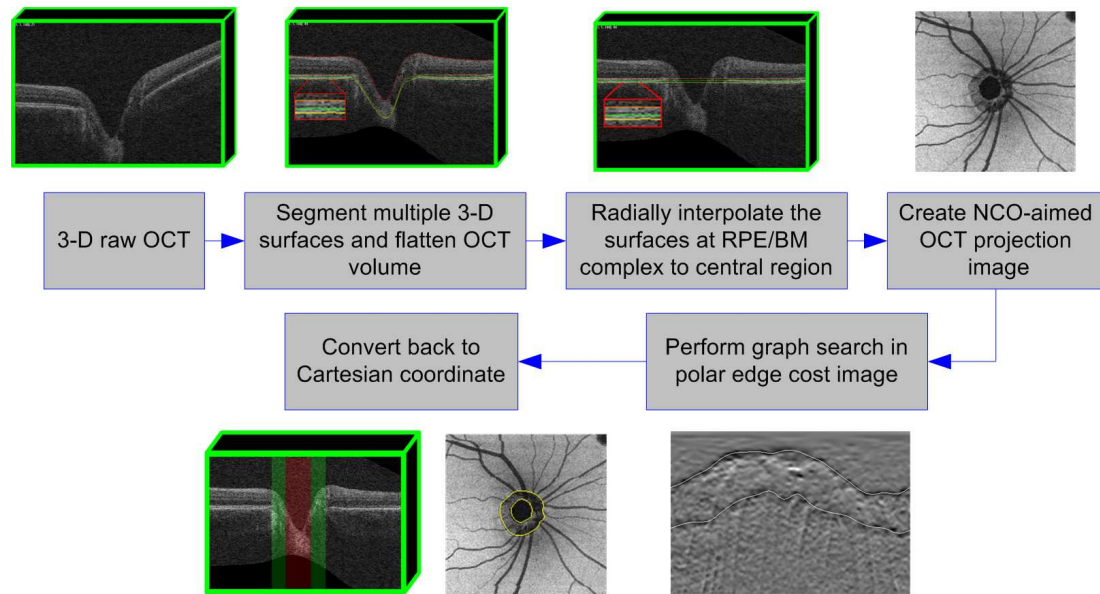 3-D raw OCT
Segment multiple 3-D
surfaces and flatten OCT
volume
Radially interpolate the
surfaces at RPE/BM
complex to central region
Create NCO-aimed
OCT projection
image
Convert back to
Cartesian coordinate
Perform graph search in
polar edge cost image